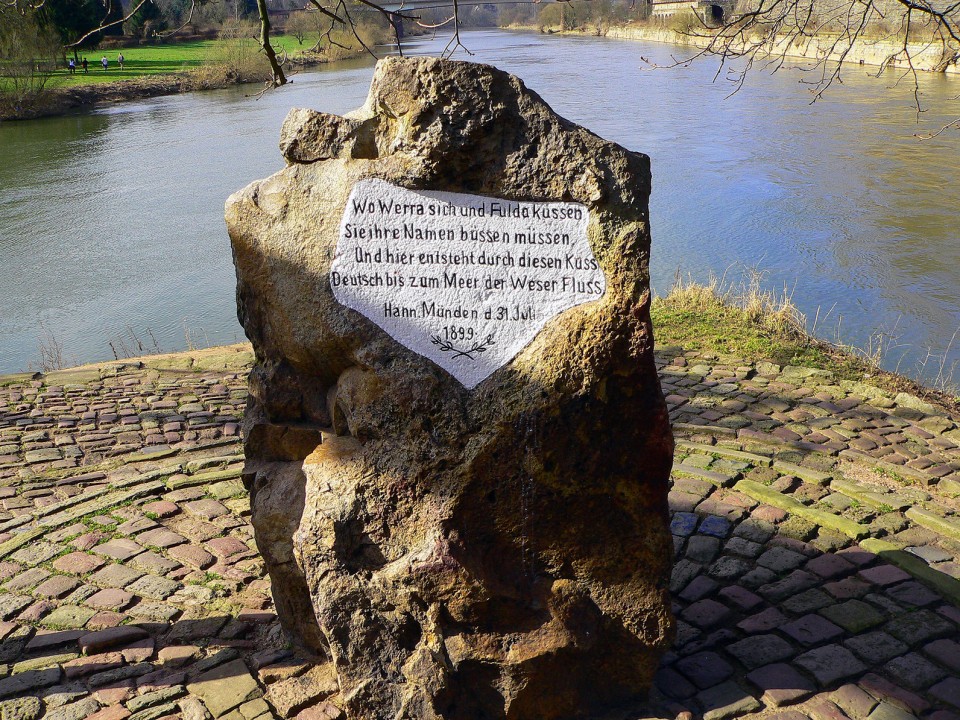 Wo Werra sich und Fulda küssen
Sie ihre Namen büssen müssen,
Und hier entsteht durch diesen Kuss
Deutsch bis zum Meer der Weser Fluss
Hann. Münden d. 31. Juli
1899.